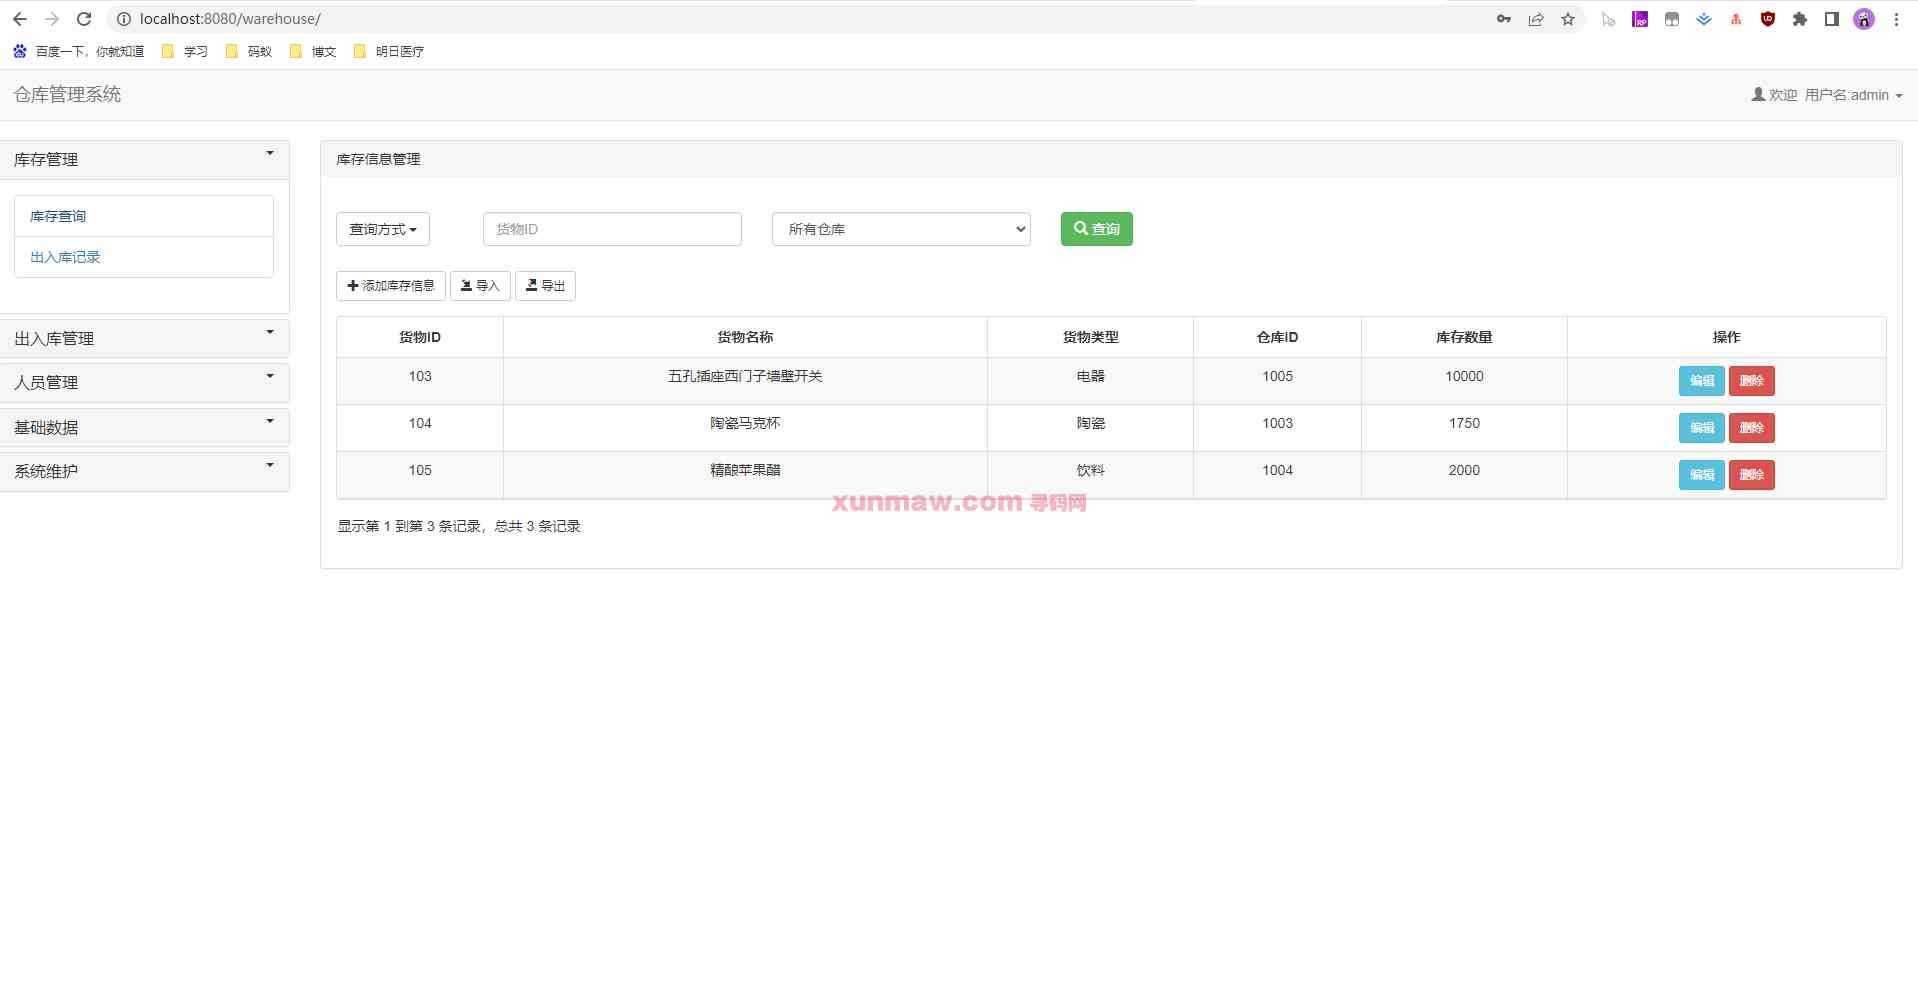 localhost:8080/warehouse/
百度一下，你就知道 学习 码蚁 博文 明日医疗
仓库管理系统
欢迎 用户名:admin
库存管理
库存查询
出入库记录
出入库管理
人员管理
基础数据
系统维护
库存信息管理
查询方式 货物ID 所有仓库 查询
添加库存信息 导入 导出
货物ID 货物名称 货物类型 仓库ID 库存数量 操作
103 五孔插座西门子墙壁开关 电器 1005 10000 编辑 删除
104 陶瓷马克杯 陶瓷 1003 1750 编辑 删除
105 精酿苹果醋 饮料 1004 2000 编辑 删除
xunmaw.com 寻码网
显示第 1 到第 3 条记录，总共 3 条记录